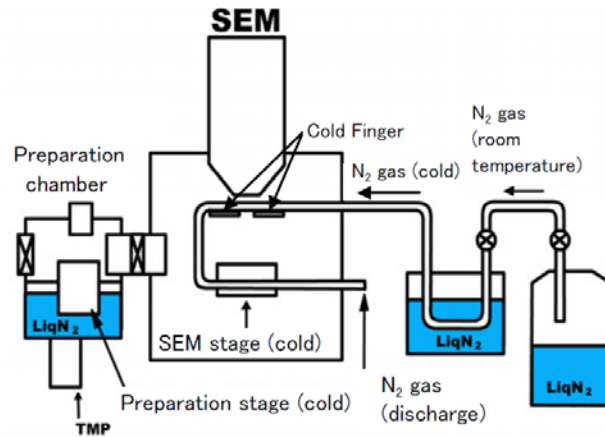 SEM
Cold Finger
N₂ gas
(room
temperature)
N₂ gas (cold)
Preparation
chamber
LiqN₂
SEM stage (cold)
LiqN₂
LiqN₂
N₂ gas
(discharge)
Preparation stage (cold)
TMP